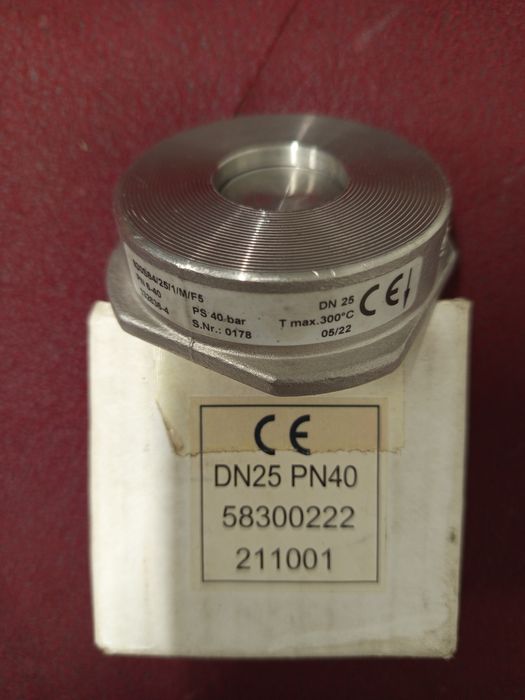 PS 40 bar
S.Nr.: 0178
DN 25
T max.300°C
05/22
CE
CE
DN25 PN40
58300222
211001